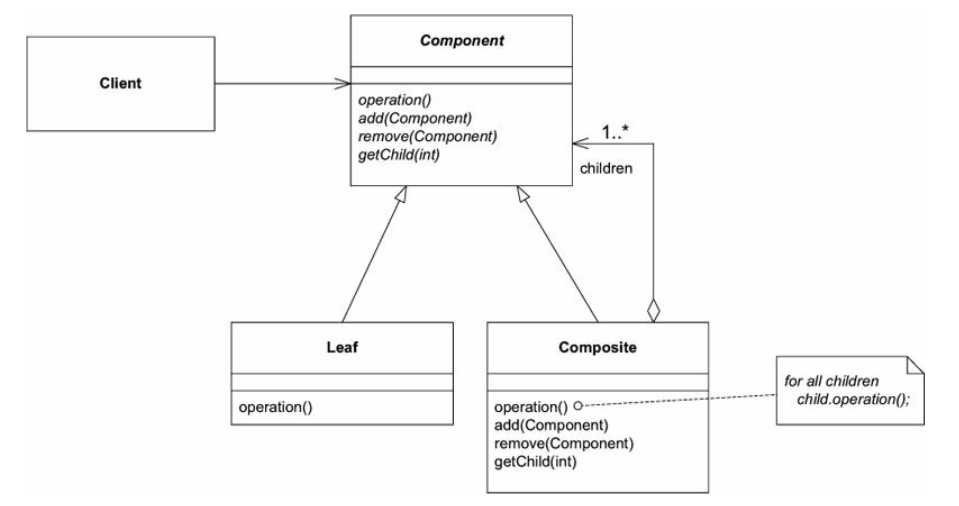 Client
Component
operation()
add(Component)
remove(Component)
getChild(int)
1..*
children
Leaf
operation()
Composite
operation()
add(Component)
remove(Component)
getChild(int)
for all children
child.operation();